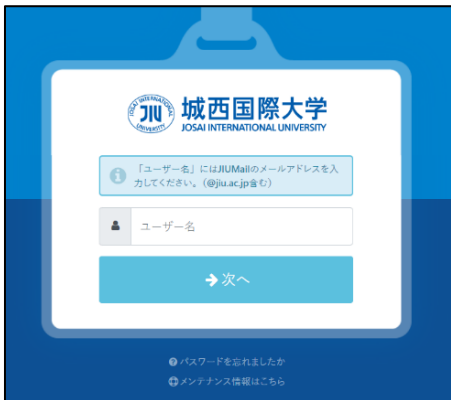 JOSAI INTERNATIONAL
JIU
UNIVERSITY
城西国際大学
JOSAI INTERNATIONAL UNIVERSITY
「ユーザー名」にはJIUMailのメールアドレスを入
力してください。(@jiu.ac.jp含む)
ユーザー名
次へ
パスワードを忘れましたか
メンテナンス情報はこちら